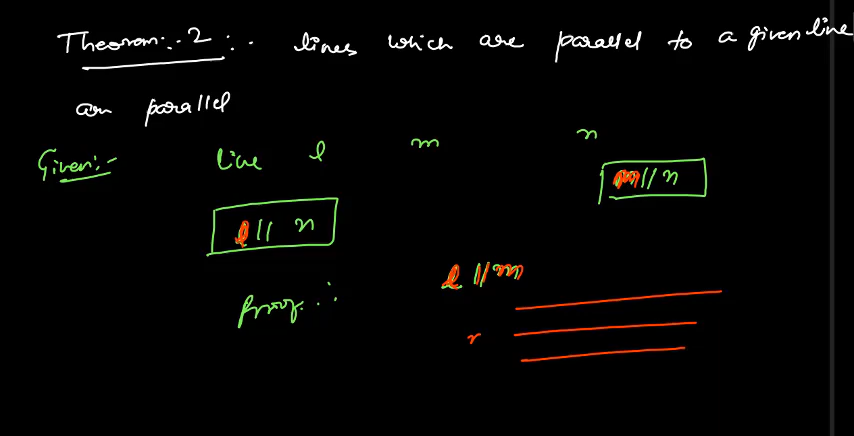 Theorem:. 2 :- lines which are parallel to a given line
are parallel
Given:- line l m n
l // n m // n
Proof :. l // m
r